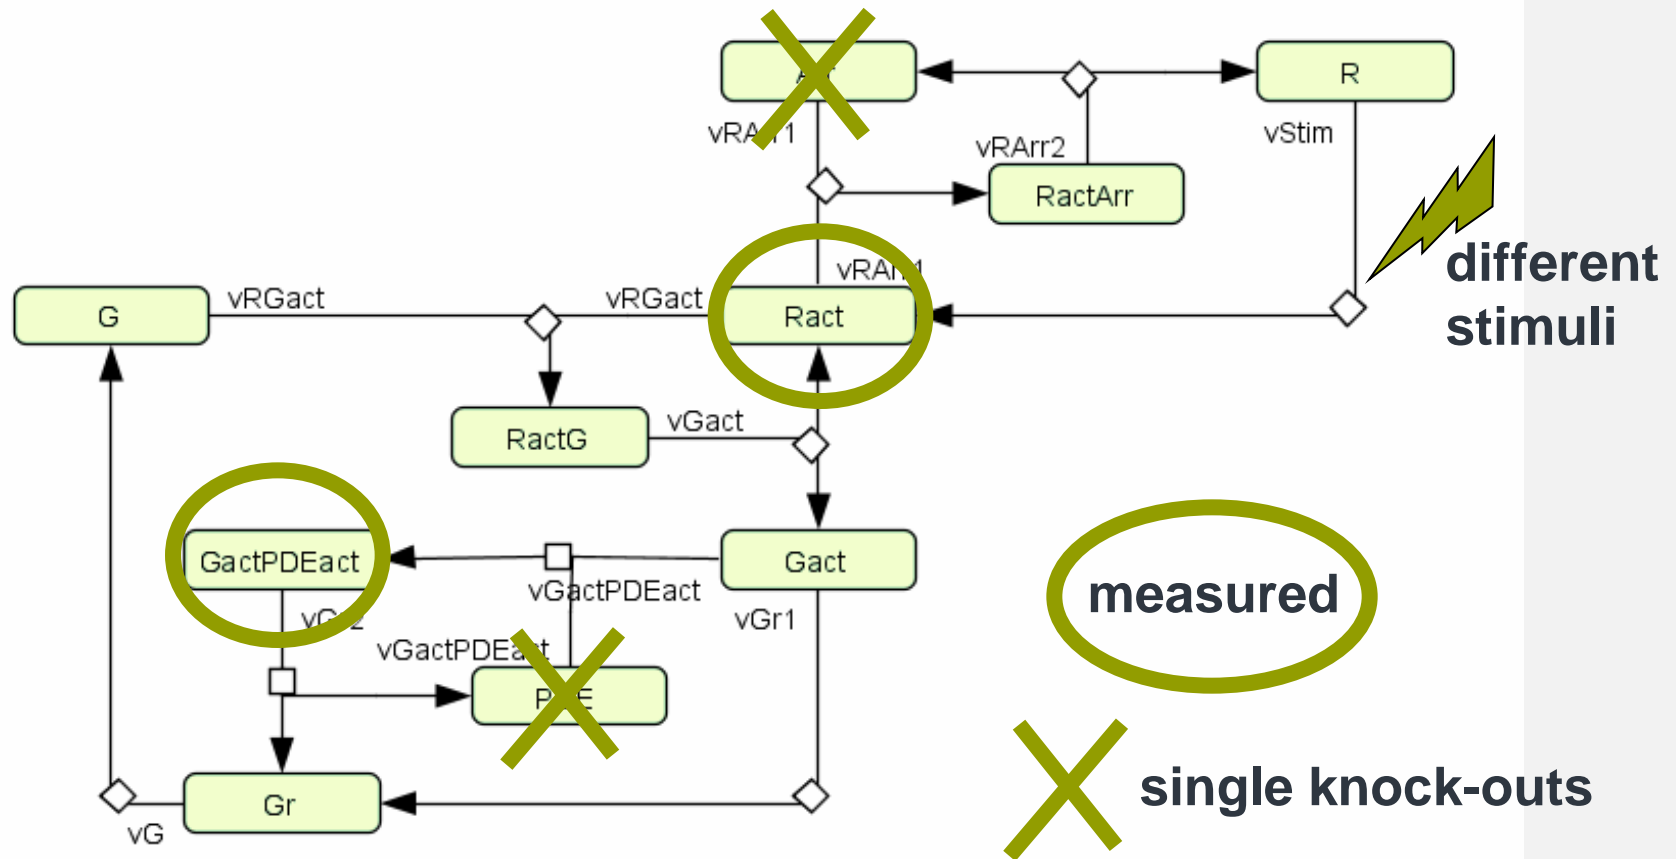 R
vRArr2
vStim
RactArr
different
stimuli
vRGact
vRGact
G
Ract
RactG
vGact
GactPDEact
Gact
vGactPDEact
vGr1
measured
Gr
vG
single knock-outs